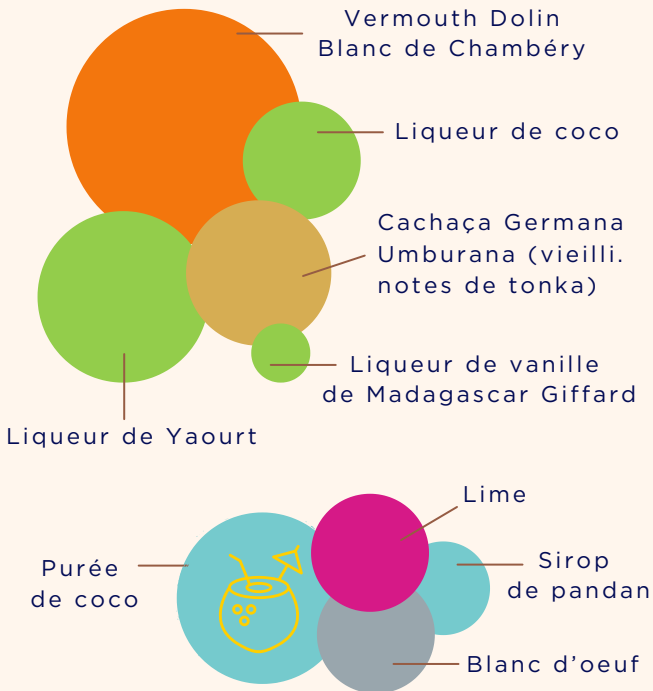 Vermouth Dolin
Blanc de Chambéry
Liqueur de coco
Cachaça Germana
Umburana (vieilli.
notes de tonka)
Liqueur de vanille
de Madagascar Giffard
Liqueur de Yaourt
Lime
Purée
de coco
Sirop
de pandan
Blanc d'oeuf